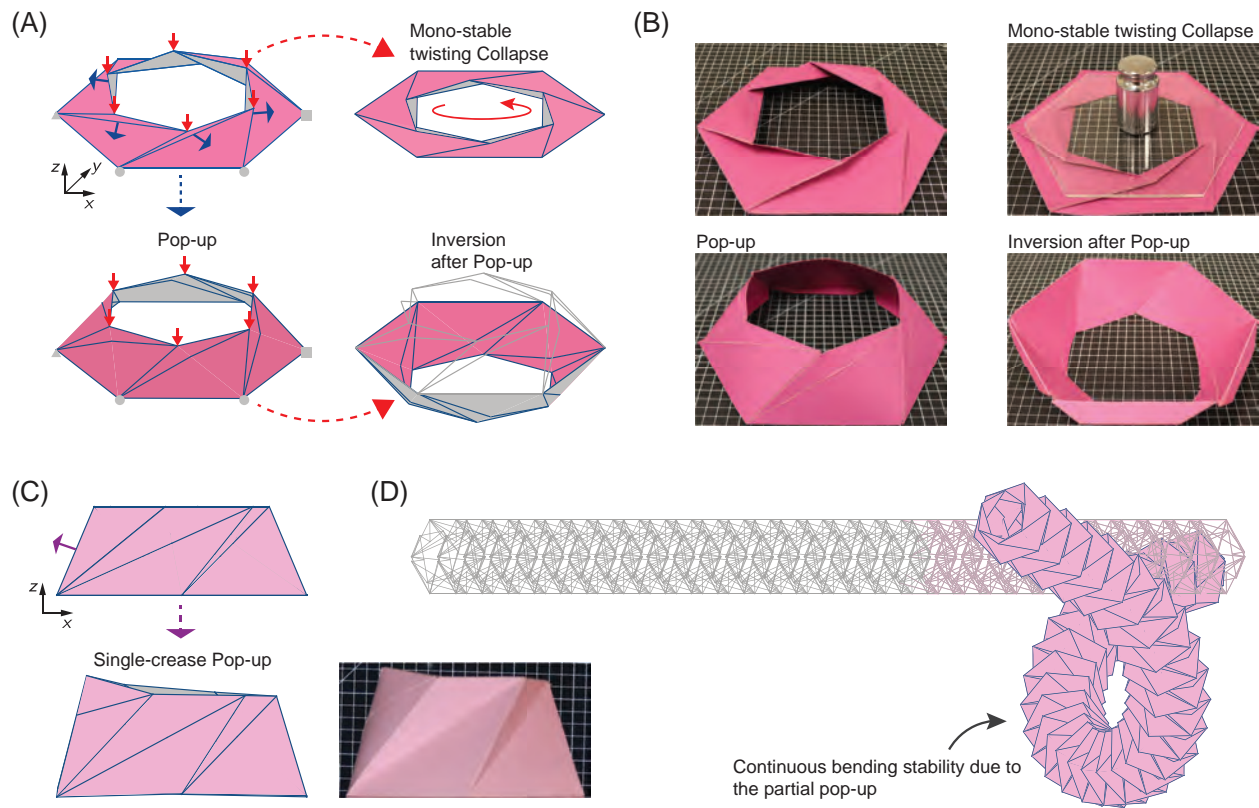 (A)
Mono-stable
twisting Collapse
z
y
x
Pop-up
Inversion
after Pop-up
(B)
Mono-stable twisting Collapse
Pop-up
Inversion after Pop-up
(C)
z
x
Single-crease Pop-up
(D)
Continuous bending stability due to
the partial pop-up